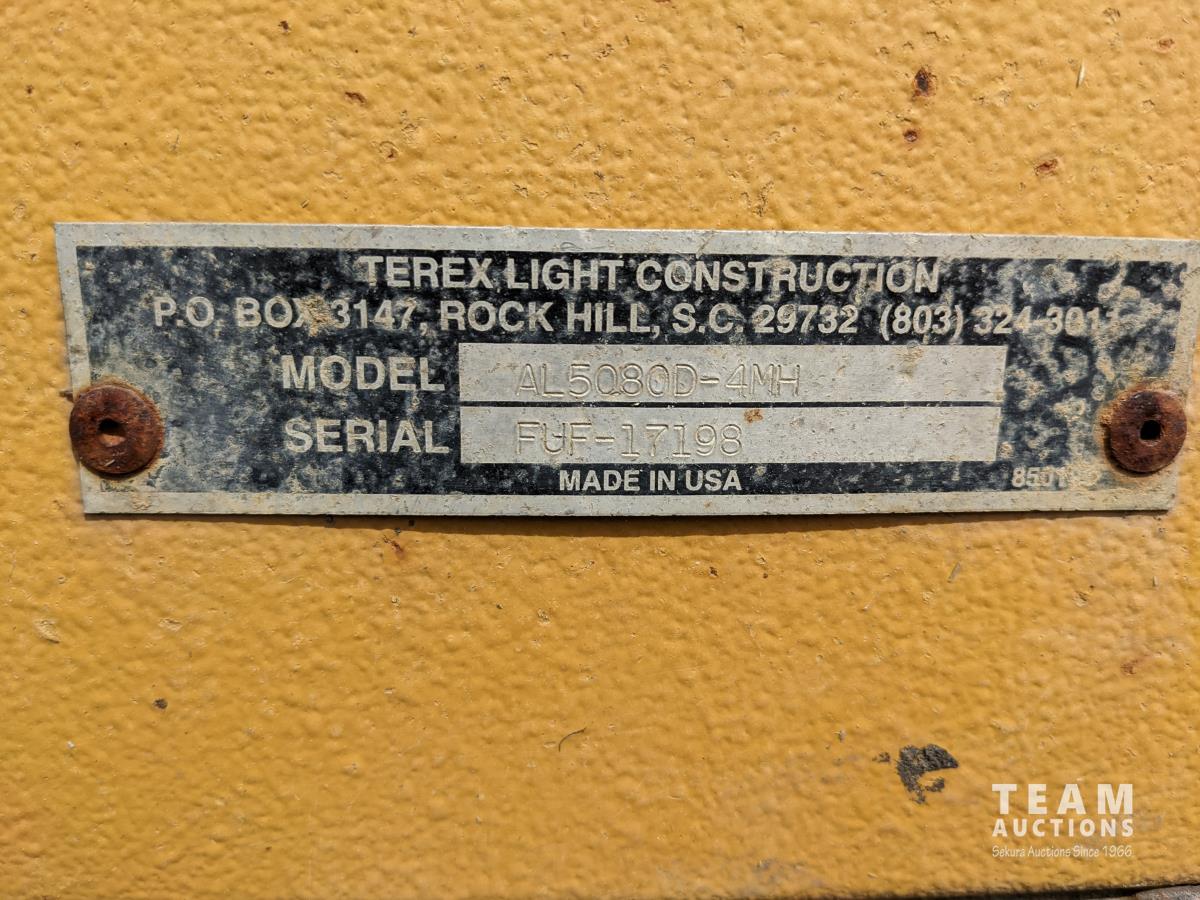 TEREX LIGHT CONSTRUCTION
P.O. BOX 3147, ROCK HILL, S.C. 29732 (803) 324-3011
MODEL AL5080D-4MH
SERIAL FUF-17198
MADE IN USA
TEAM
AUCTIONS
Sekura Auctions Since 1966